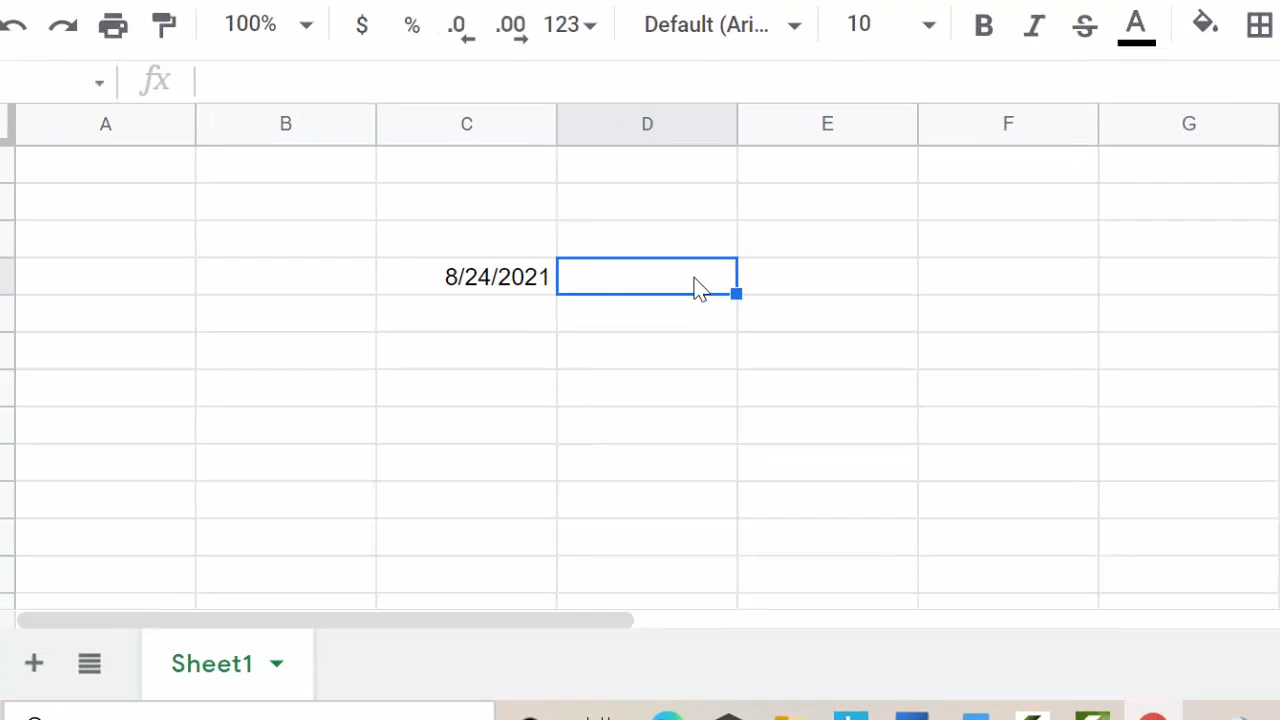 100% $ % .0 .00 123 Default (Ari... 10 B I S A
fx
A B C D E F G
8/24/2021
Sheet1